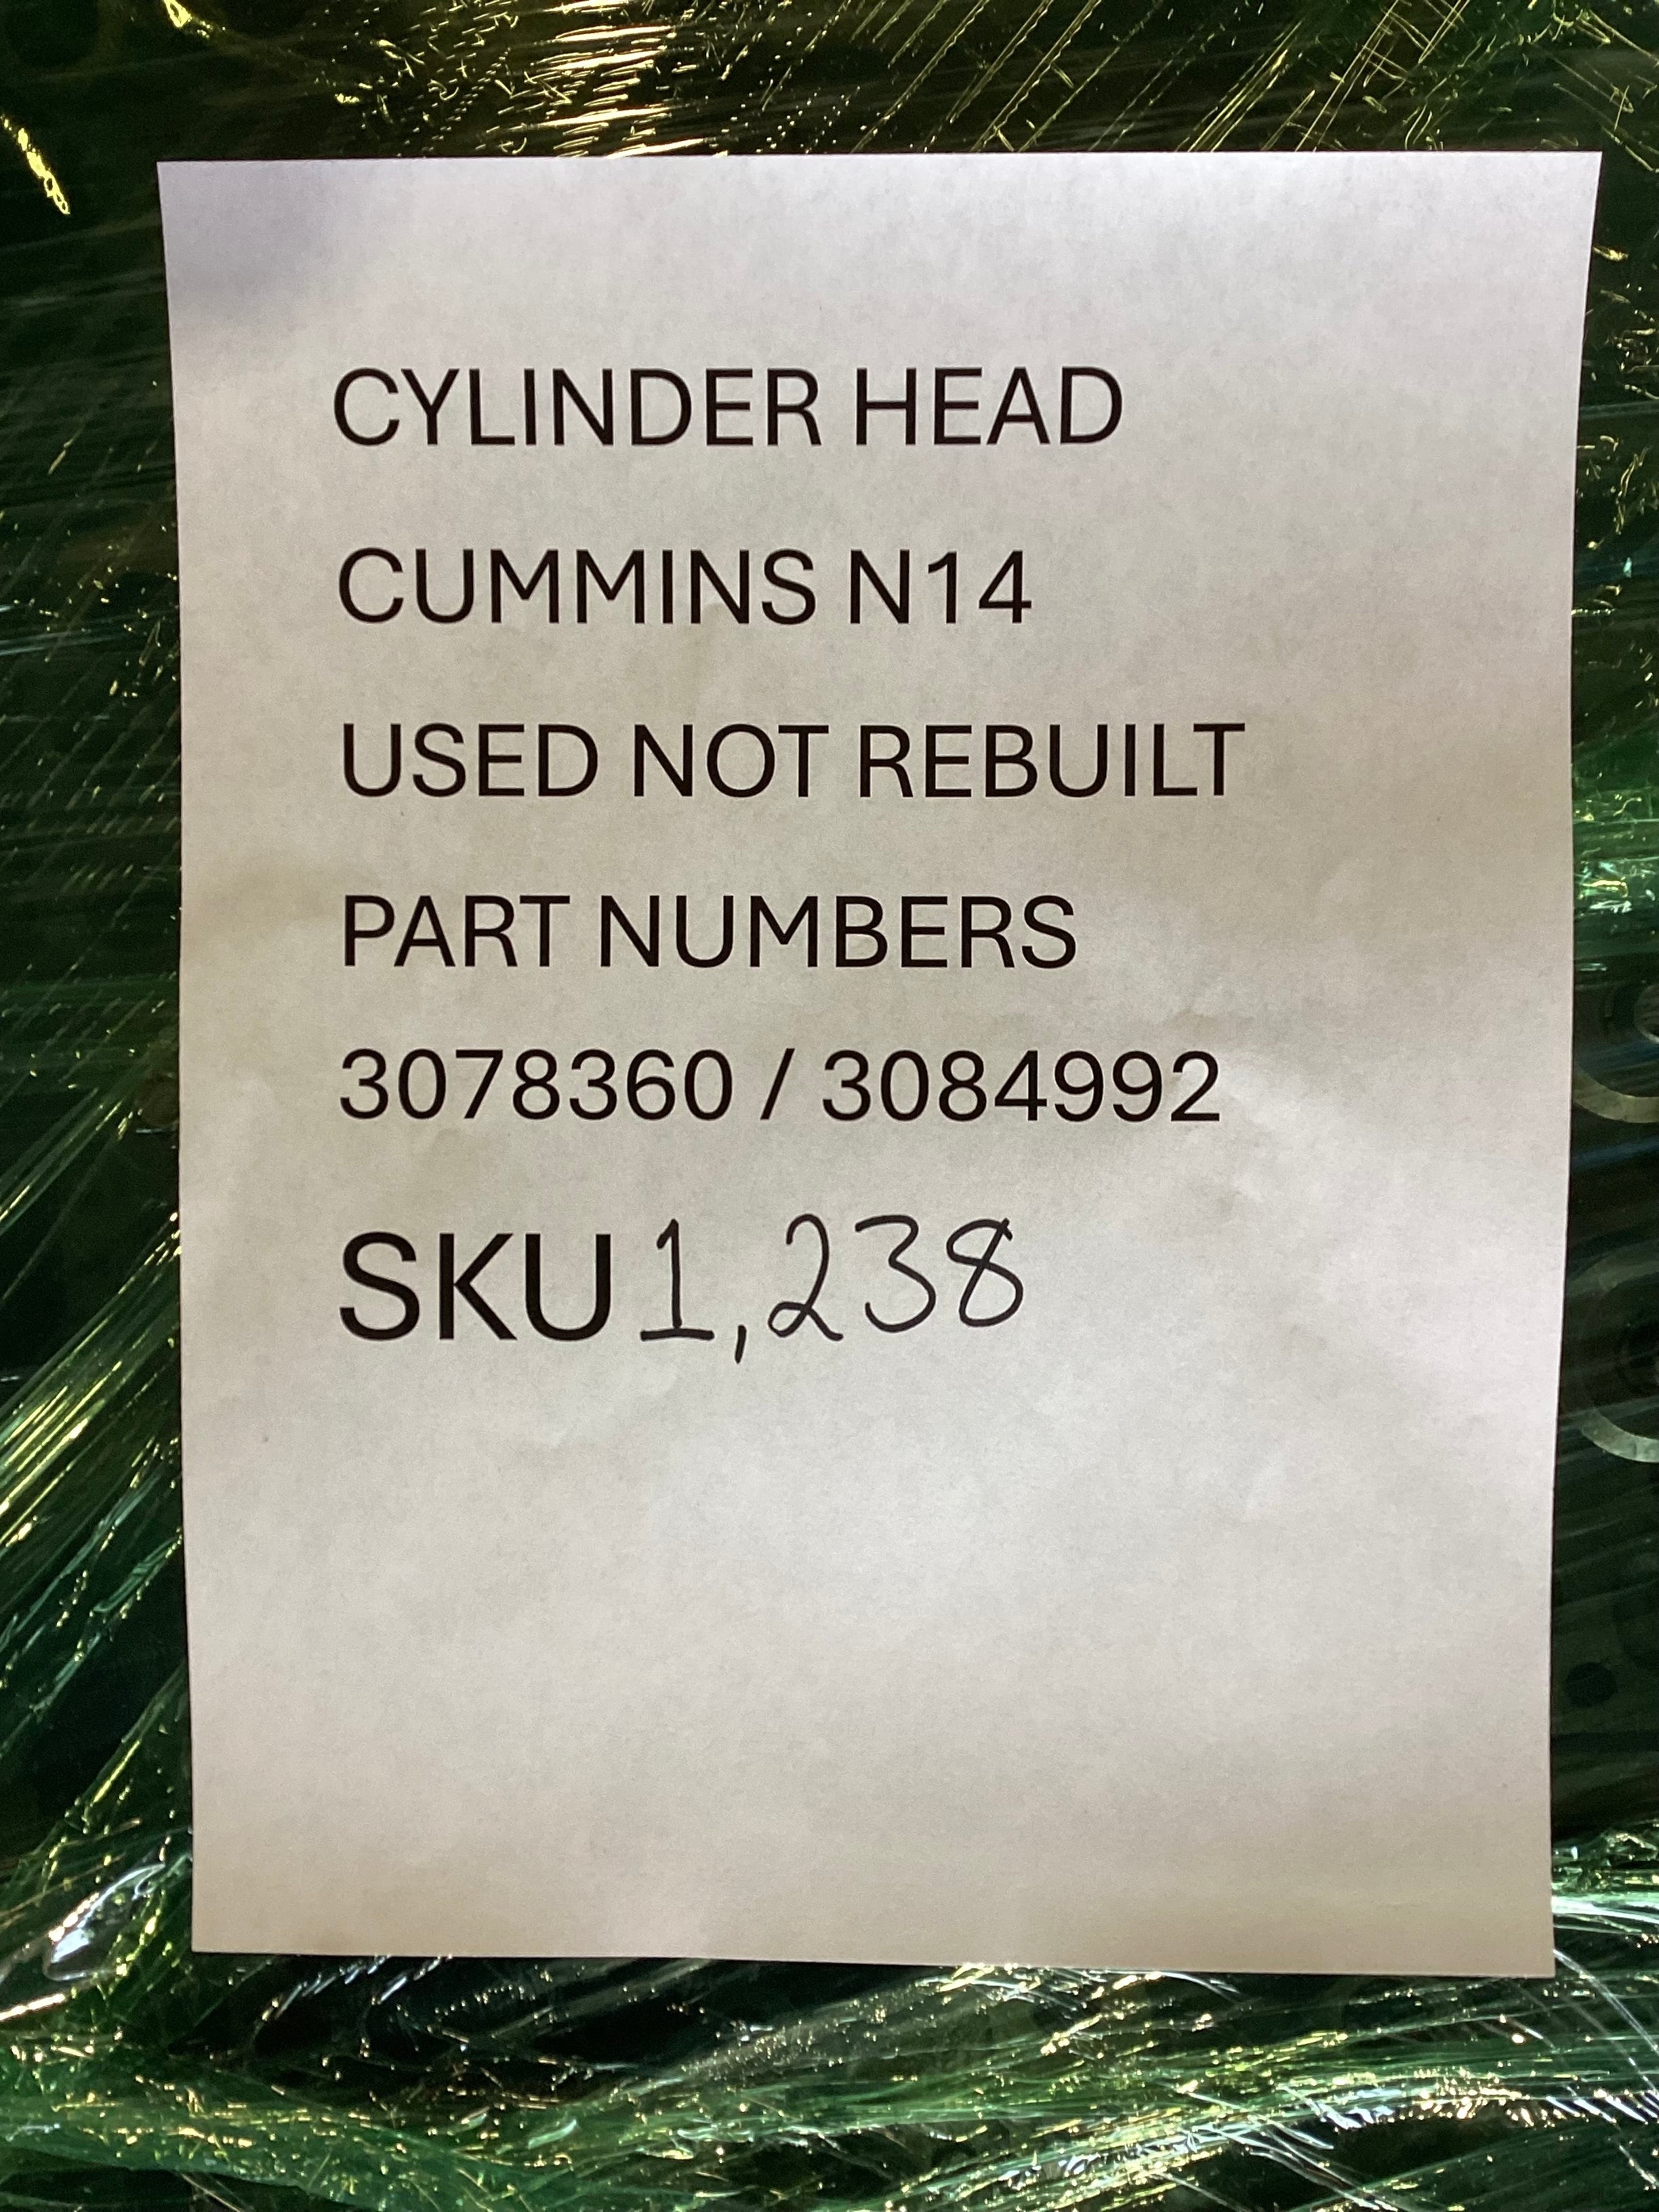 CYLINDER HEAD
CUMMINS N14
USED NOT REBUILT
PART NUMBERS
3078360 / 3084992
SKU 1,238